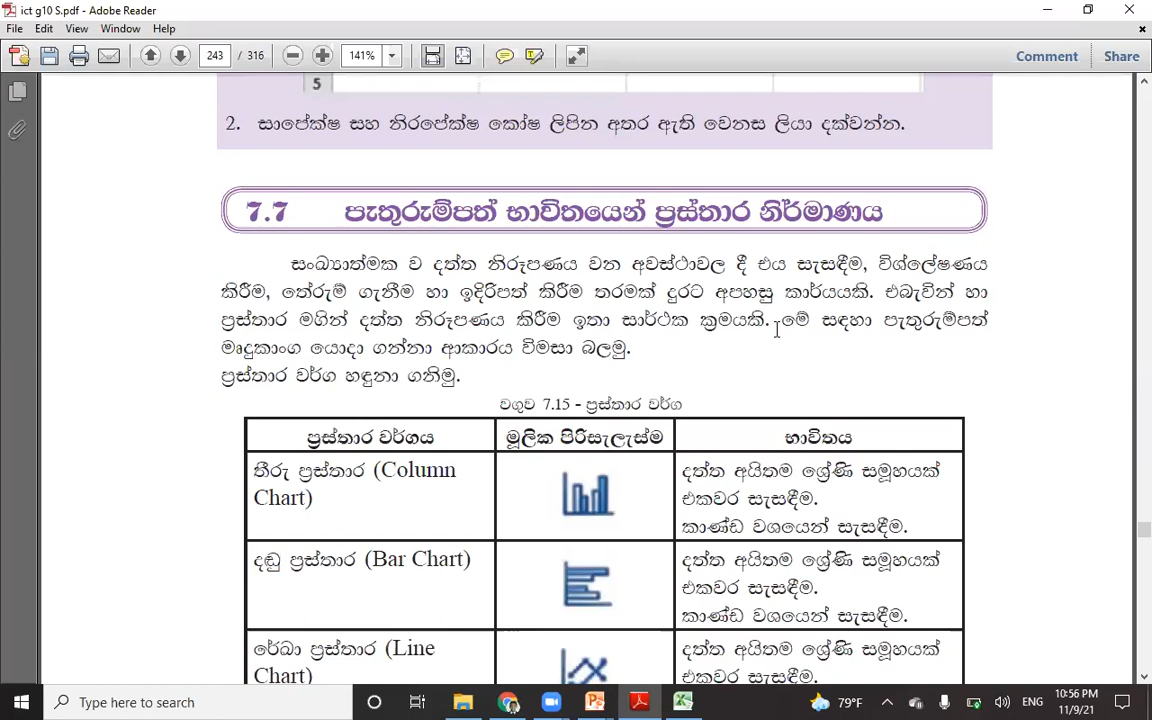 ict g10 S.pdf - Adobe Reader
File Edit View Window Help
243 / 316 141% Comment Share
5
2. සාපේක්ෂ සහ නිරපේක්ෂ කෝෂ ලිපින අතර ඇති වෙනස ලියා දක්වන්න.
7.7 පැතුරුම්පත් භාවිතයෙන් ප්‍රස්තාර නිර්මාණය
සංඛ්‍යාත්මක ව දත්ත නිරූපණය වන අවස්ථාවල දී එය සැසඳීම, විශ්ලේෂණය
කිරීම, තේරුම් ගැනීම හා ඉදිරිපත් කිරීම තරමක් දුරට අපහසු කාර්යයකි. එබැවින් හා
ප්‍රස්තාර මගින් දත්ත නිරූපණය කිරීම ඉතා සාර්ථක ක්‍රමයකි. මේ සඳහා පැතුරුම්පත්
මෘදුකාංග යොදා ගන්නා ආකාරය විමසා බලමු.
ප්‍රස්තාර වර්ග හඳුනා ගනිමු.
වගුව 7.15 - ප්‍රස්තාර වර්ග
ප්‍රස්තාර වර්ගය මූලික පිරිසැලැස්ම භාවිතය
තීරු ප්‍රස්තාර (Column
Chart)
දත්ත අයිතම ශ්‍රේණි සමූහයක්
එකවර සැසඳීම.
කාණ්ඩ වශයෙන් සැසඳීම.
දඬු ප්‍රස්තාර (Bar Chart)
දත්ත අයිතම ශ්‍රේණි සමූහයක්
එකවර සැසඳීම.
කාණ්ඩ වශයෙන් සැසඳීම.
රේඛා ප්‍රස්තාර (Line
Chart)
දත්ත අයිතම ශ්‍රේණි සමූහයක්
එකවර සැසඳීම.
Type here to search 79°F ENG 10:56 PM
11/9/21